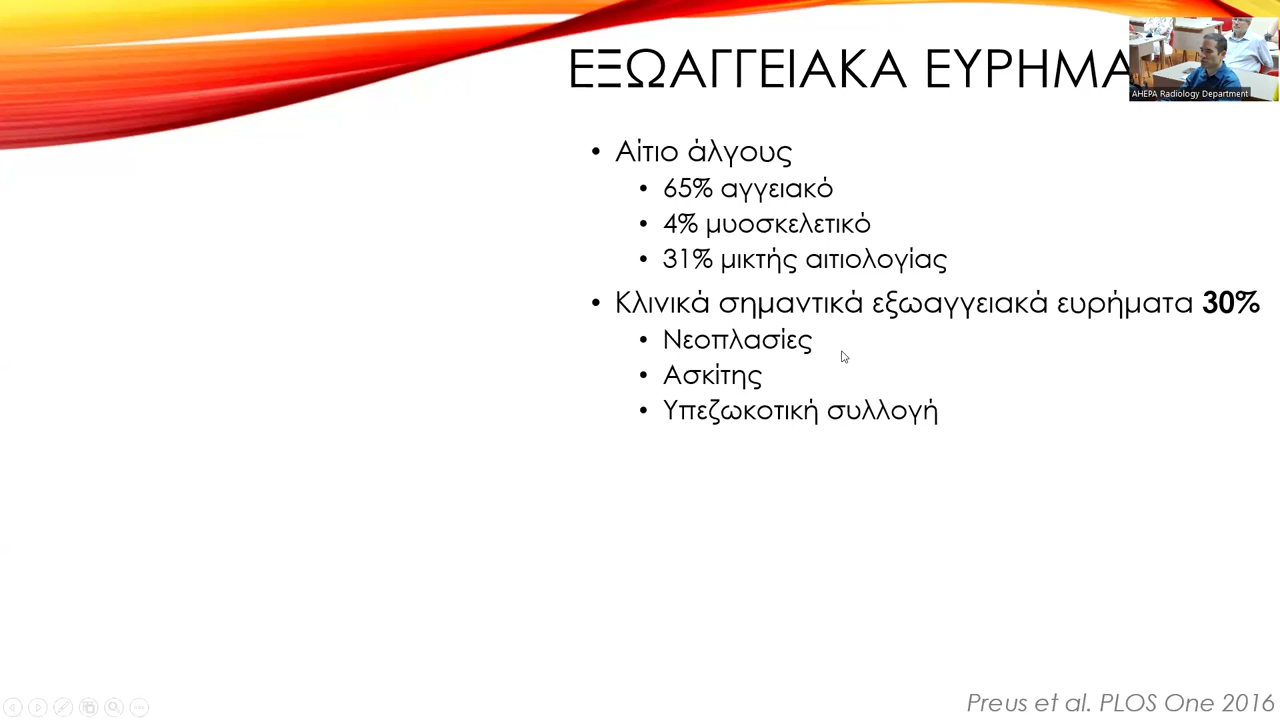 ΕΞΩΑΓΓΕΙΑΚΑ ΕΥΡΗΜΑ
AHEPA Radiology Department
• Αίτιο άλγους
• 65% αγγειακό
• 4% μυοσκελετικό
• 31% μικτής αιτιολογίας
• Κλινικά σημαντικά εξωαγγειακά ευρήματα 30%
• Νεοπλασίες
• Ασκίτης
• Υπεζωκοτική συλλογή
Preus et al. PLOS One 2016